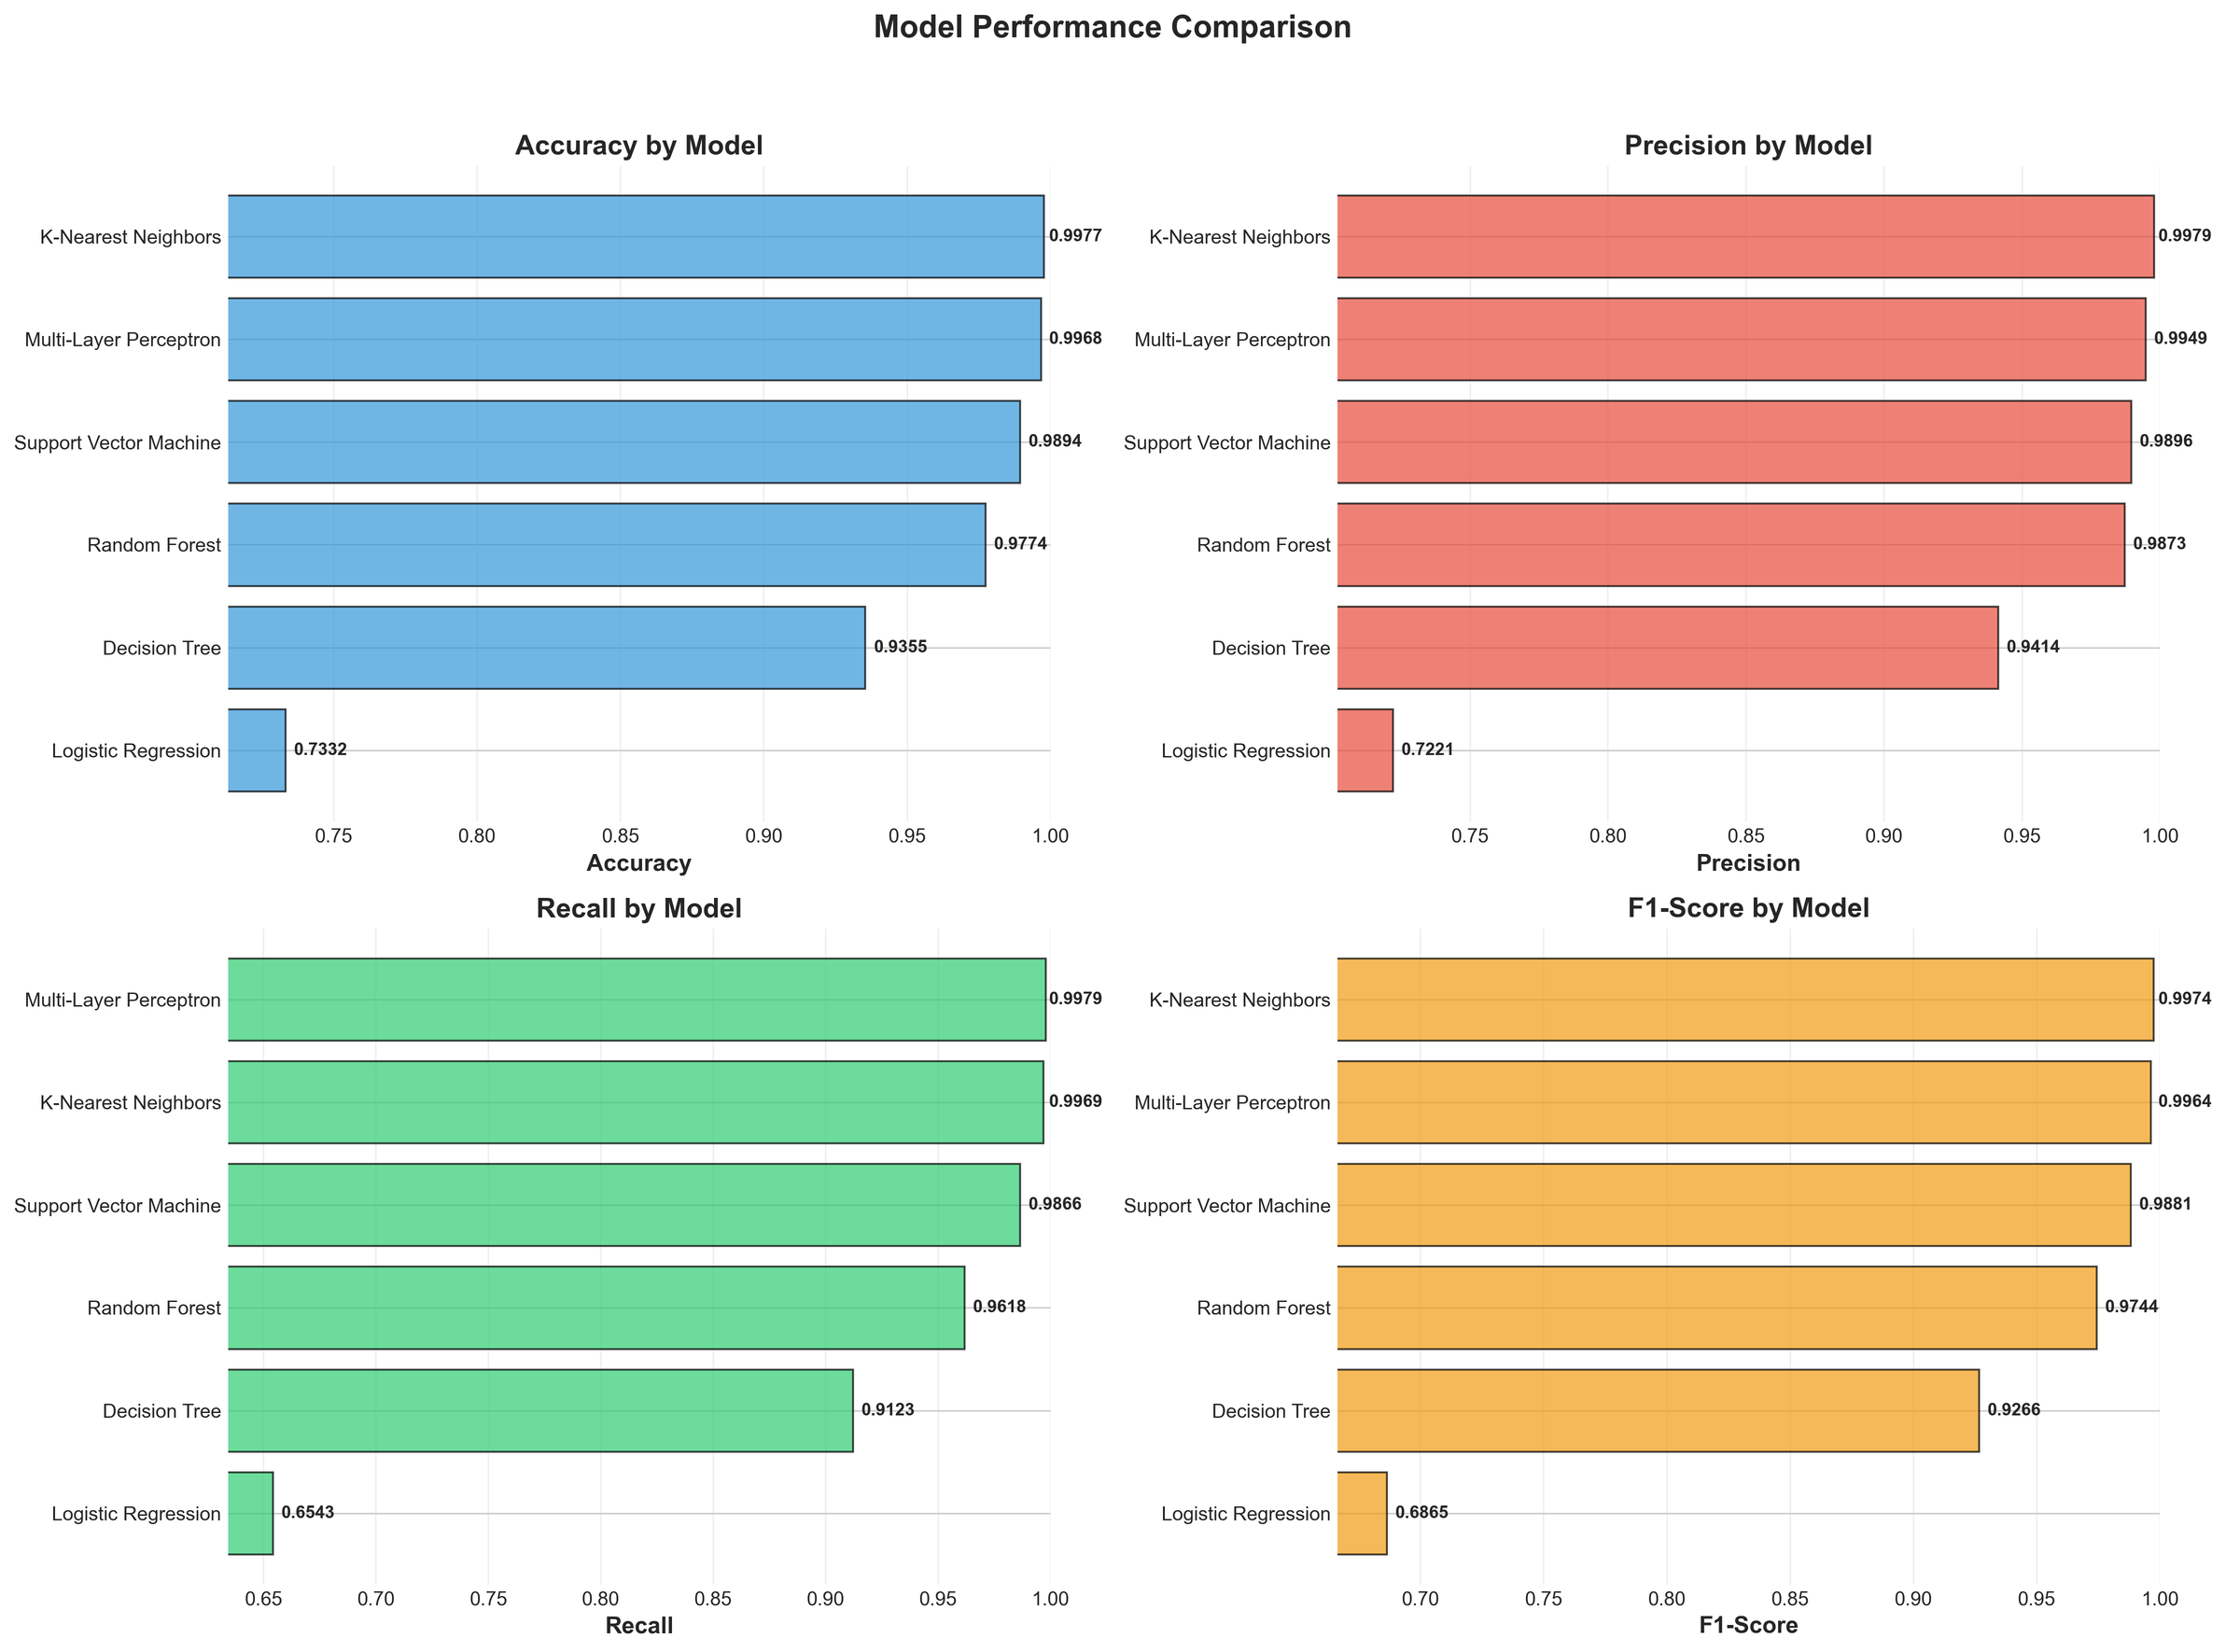 Model Performance Comparison
Accuracy by Model
K-Nearest Neighbors 0.9977
Multi-Layer Perceptron 0.9968
Support Vector Machine 0.9894
Random Forest 0.9774
Decision Tree 0.9355
Logistic Regression 0.7332
0.75 0.80 0.85 0.90 0.95 1.00
Accuracy
Precision by Model
K-Nearest Neighbors 0.9979
Multi-Layer Perceptron 0.9949
Support Vector Machine 0.9896
Random Forest 0.9873
Decision Tree 0.9414
Logistic Regression 0.7221
0.75 0.80 0.85 0.90 0.95 1.00
Precision
Recall by Model
Multi-Layer Perceptron 0.9979
K-Nearest Neighbors 0.9969
Support Vector Machine 0.9866
Random Forest 0.9618
Decision Tree 0.9123
Logistic Regression 0.6543
0.65 0.70 0.75 0.80 0.85 0.90 0.95 1.00
Recall
F1-Score by Model
K-Nearest Neighbors 0.9974
Multi-Layer Perceptron 0.9964
Support Vector Machine 0.9881
Random Forest 0.9744
Decision Tree 0.9266
Logistic Regression 0.6865
0.70 0.75 0.80 0.85 0.90 0.95 1.00
F1-Score